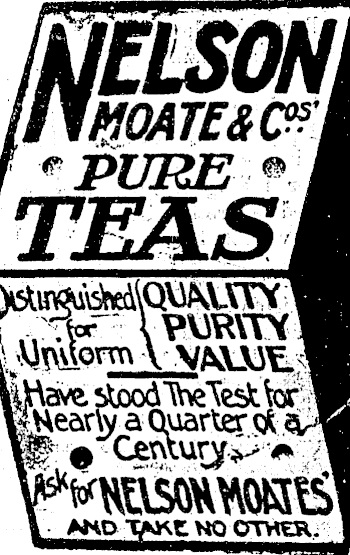 NELSON
MOATE & Cos'.
PURE
TEAS
Distinguished
for
Uniform
QUALITY
PURITY
VALUE
Have stood The Test for
Nearly a Quarter of a
Century.
Ask for NELSON MOATES'
AND TAKE NO OTHER.